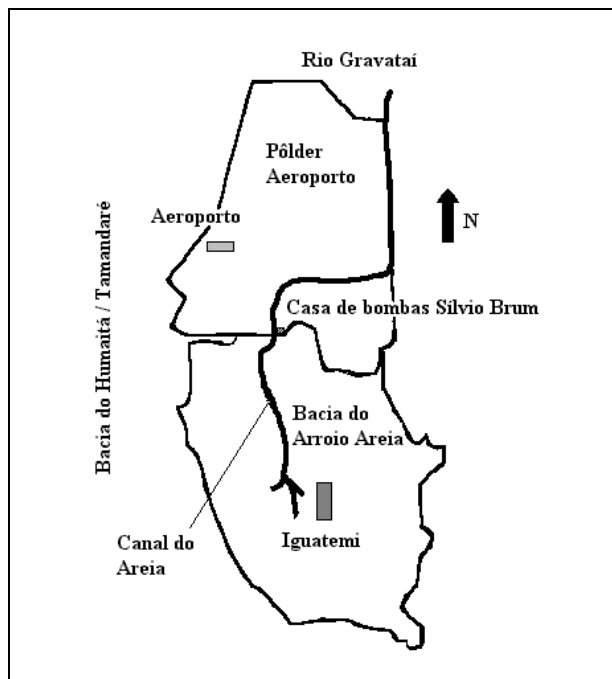 Rio Gravataí
Pôlder
Aeroporto
Aeroporto
N
Bacia do Humaitá / Tamandaré
Casa de bombas Sílvio Brum
Bacia do
Arroio Areia
Canal do
Areia
Iguatemi